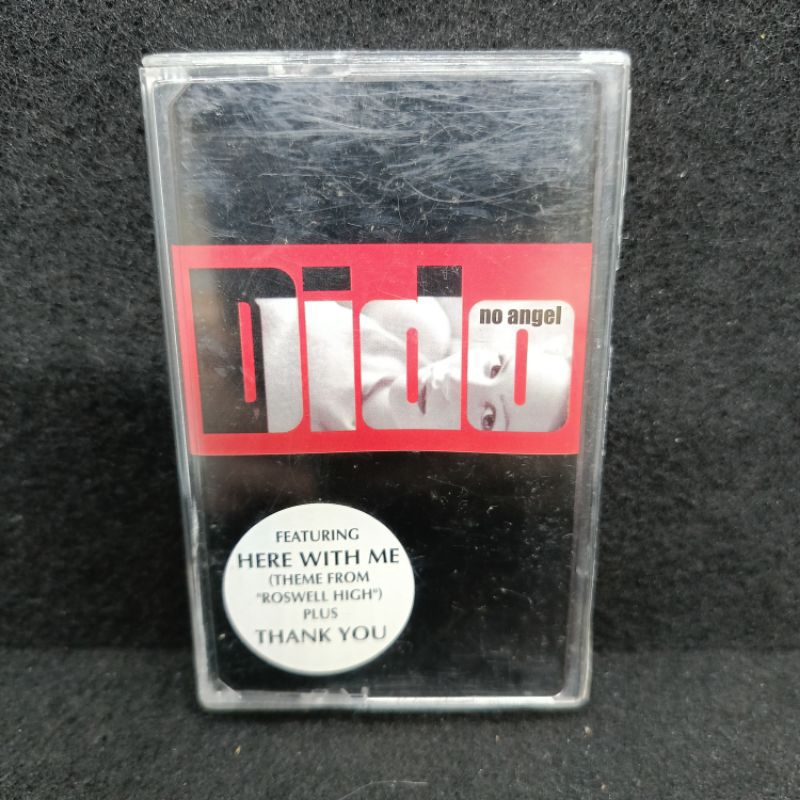 Dido
no angel
FEATURING
HERE WITH ME
(THEME FROM
"ROSWELL HIGH")
PLUS
THANK YOU